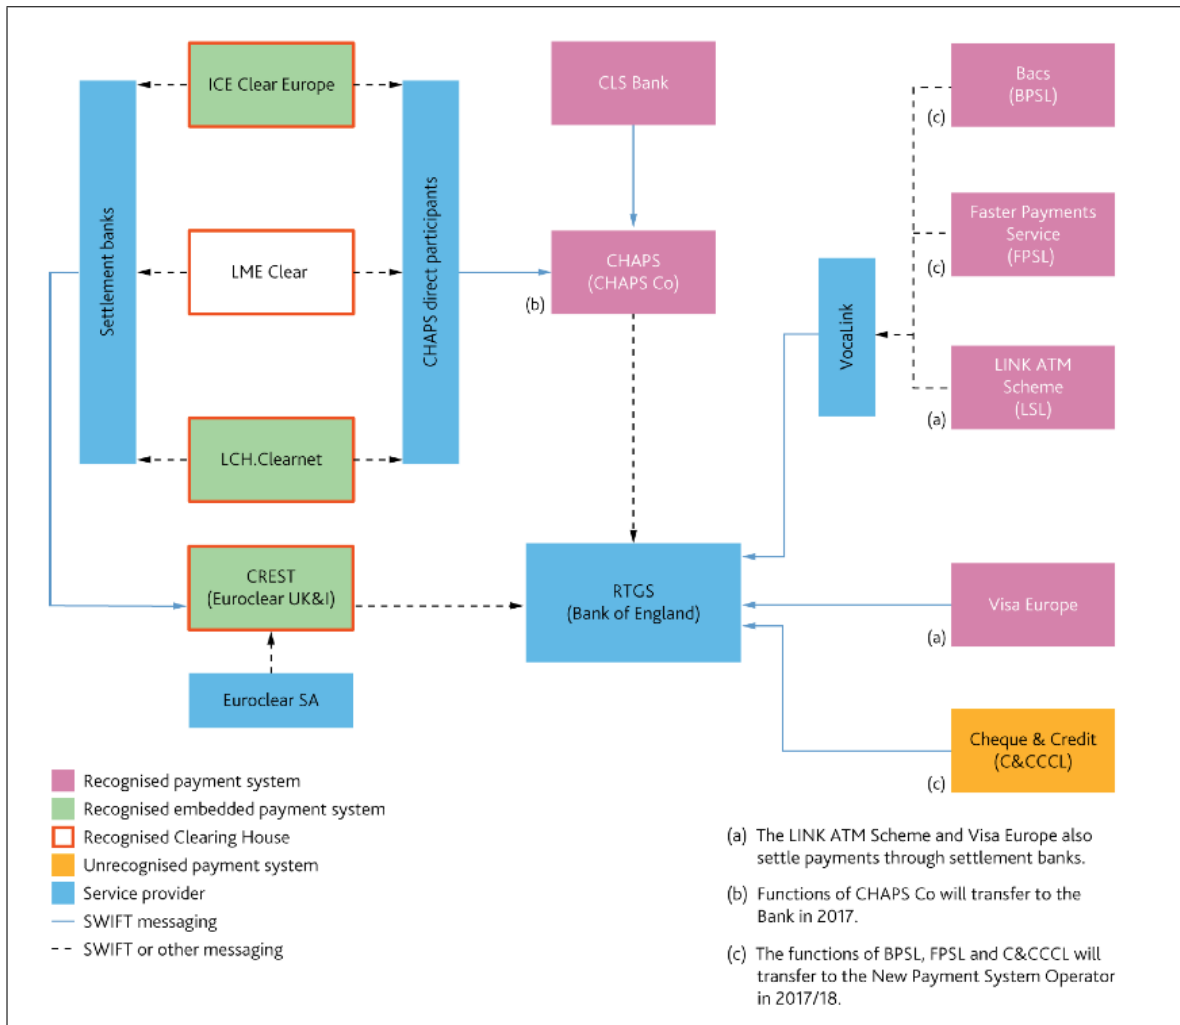 ICE Clear Europe
CLS Bank
Bacs
(BPSL)
(c)
Settlement banks
CHAPS direct participants
Faster Payments
Service
(FPSL)
(c)
LME Clear
CHAPS
(CHAPS Co)
(b)
VocaLink
LINK ATM
Scheme
(LSL)
(a)
LCH.Clearnet
CREST
(Euroclear UK&I)
RTGS
(Bank of England)
Visa Europe
(a)
Euroclear SA
Cheque & Credit
(C&CCCL)
(c)
Recognised payment system
Recognised embedded payment system
Recognised Clearing House
Unrecognised payment system
Service provider
SWIFT messaging
SWIFT or other messaging
(a) The LINK ATM Scheme and Visa Europe also
settle payments through settlement banks.
(b) Functions of CHAPS Co will transfer to the
Bank in 2017.
(c) The functions of BPSL, FPSL and C&CCCL will
transfer to the New Payment System Operator
in 2017/18.